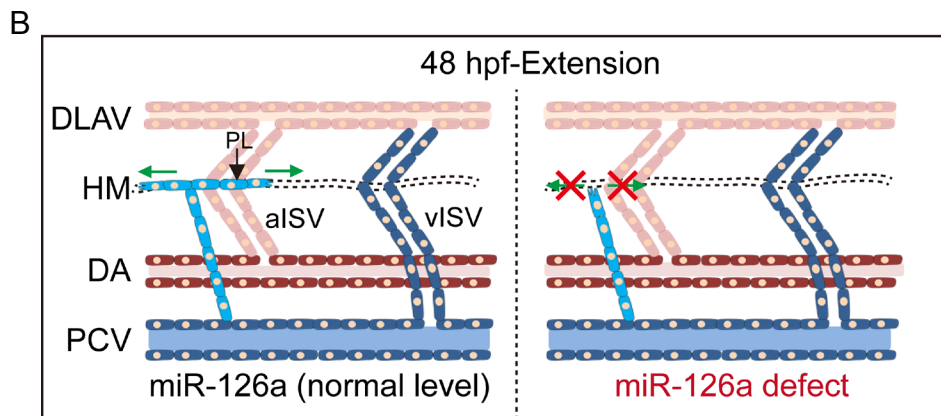 B
48 hpf-Extension
DLAV
PL
HM
aISV
vISV
DA
PCV
miR-126a (normal level)
miR-126a defect